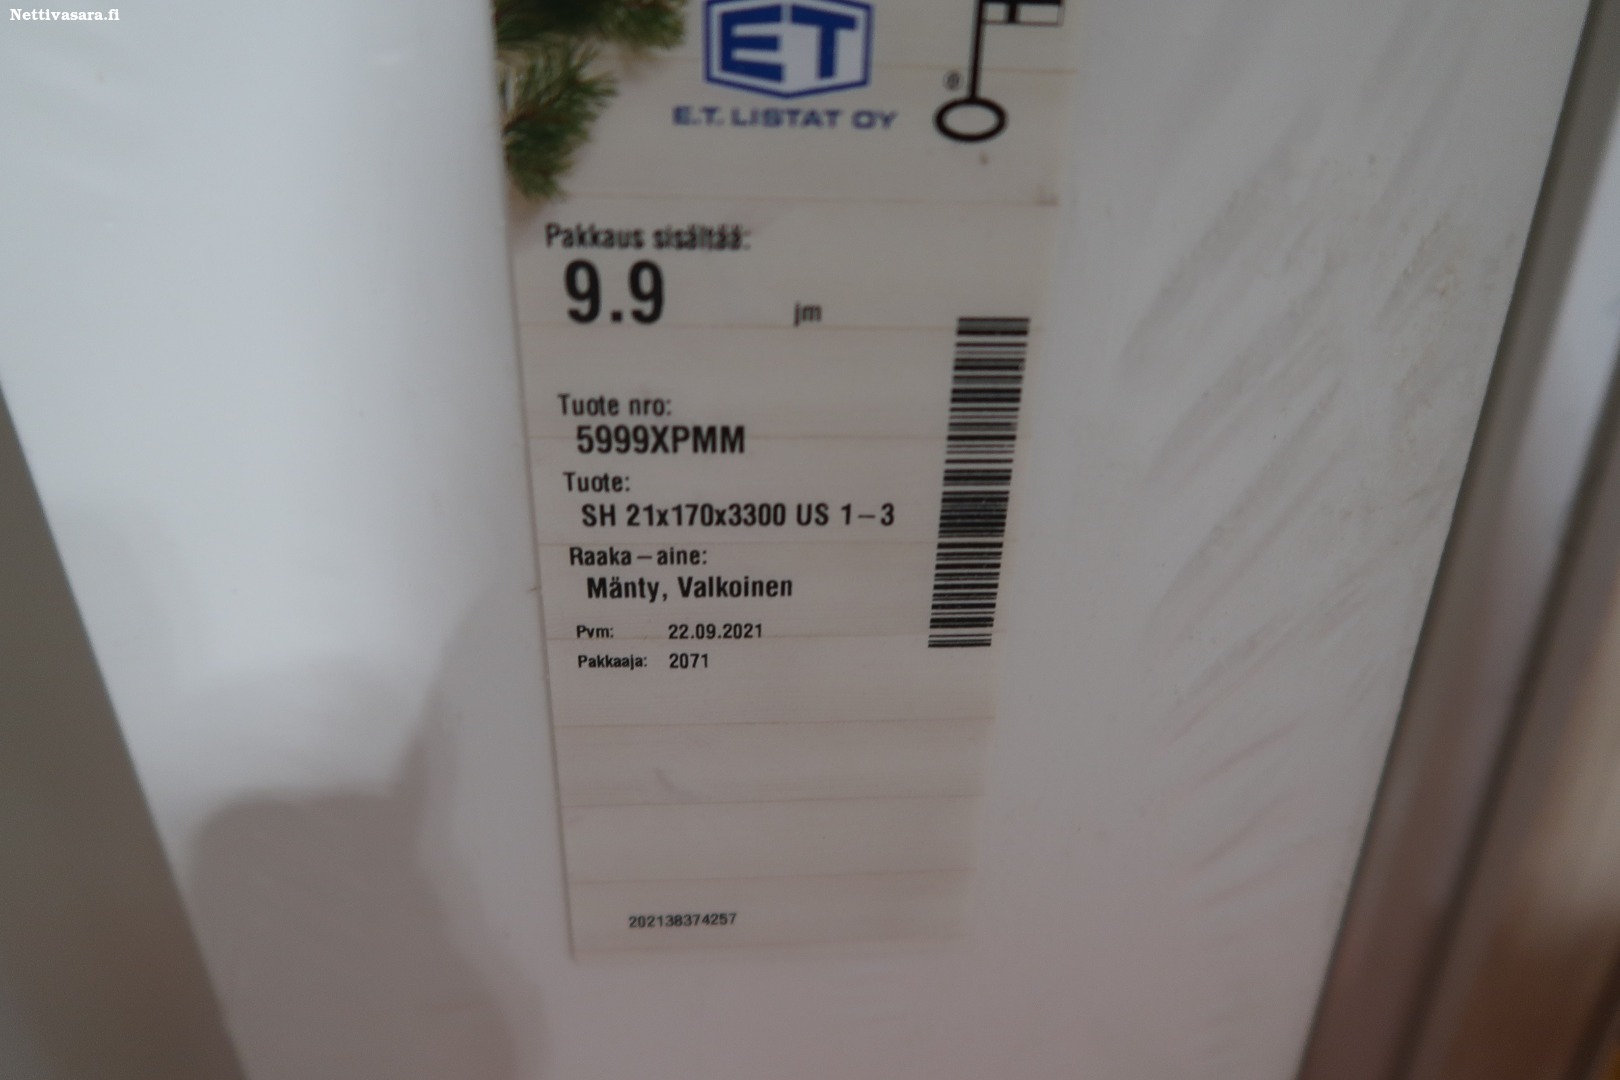 Nettivasara.fi
ET
E.T. LISTAT OY
®
Pakkaus sisältää:
9.9 jm
Tuote nro:
5999XPMM
Tuote:
SH 21x170x3300 US 1–3
Raaka–aine:
Mänty, Valkoinen
Pvm: 22.09.2021
Pakkaaja: 2071
202138374257